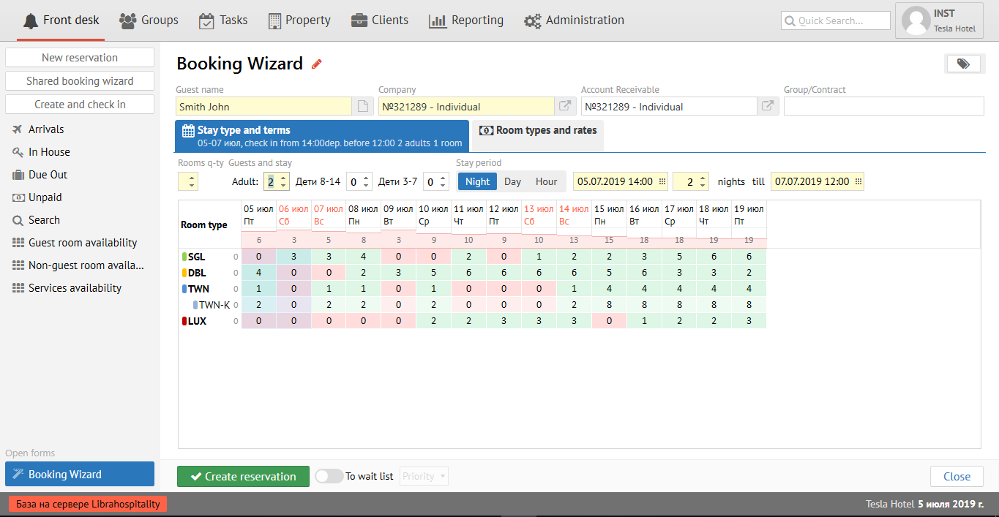 Front desk Groups Tasks Property Clients Reporting Administration Quick Search... INST
Tesla Hotel
New reservation
Shared booking wizard
Create and check in
Arrivals
In House
Due Out
Unpaid
Search
Guest room availability
Non-guest room availa...
Services availability
Open forms
Booking Wizard
Booking Wizard
Guest name Company Account Receivable Group/Contract
Smith John №321289 - Individual №321289 - Individual
Stay type and terms Room types and rates
05-07 июл, check in from 14:00dep. before 12:00 2 adults 1 room
Rooms q-ty Guests and stay Stay period
Adult: 2 Дети 8-14 0 Дети 3-7 0 Night Day Hour 05.07.2019 14:00 2 nights till 07.07.2019 12:00
Room type 05 июл 06 июл 07 июл 08 июл 09 июл 10 июл 11 июл 12 июл 13 июл 14 июл 15 июл 16 июл 17 июл 18 июл 19 июл
Пт Сб Вс Пн Вт Ср Чт Пт Сб Вс Пн Вт Ср Чт Пт
6 3 5 8 3 9 10 9 10 13 15 18 18 19 19
SGL 0 0 3 3 4 0 0 2 0 1 2 2 3 5 6 6
DBL 0 4 0 0 2 3 5 6 6 6 6 5 6 3 3 2
TWN 0 1 0 1 1 0 1 0 0 0 1 4 4 4 4 4
TWN-K 0 2 0 2 2 0 2 0 0 0 2 8 8 8 8 8
LUX 0 0 0 0 0 0 2 2 3 3 3 0 1 2 2 3
Create reservation To wait list Priority Close
База на сервере Librahospitality Tesla Hotel 5 июля 2019 г.